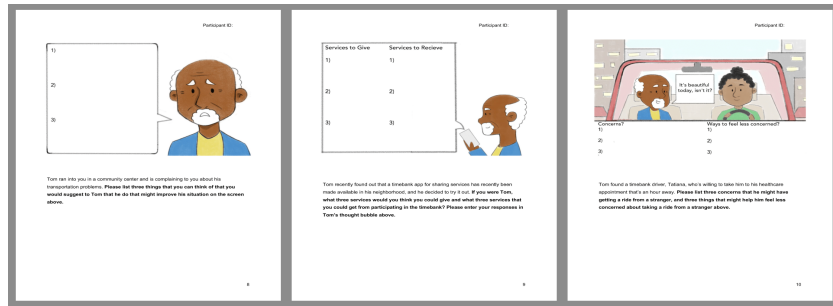 Participant ID:
1)
2)
3)
Tom ran into you in a community center and is complaining to you about his
transportation problems. Please list three things that you can think of that you
would suggest to Tom that he do that might improve his situation on the screen
above.
8
Participant ID:
Services to Give Services to Recieve
1) 1)
2) 2)
3) 3)
Tom recently found out that a timebank app for sharing services has recently been
made available in his neighborhood, and he decided to try it out. If you were Tom,
what three services would you think you could give and what three services that
you could get from participating in the timebank? Please enter your responses in
Tom's thought bubble above.
9
Participant ID:
It's beautiful
today, isn't it?
Concerns? Ways to feel less concerned?
1) 1)
2) 2)
3) 3)
Tom found a timebank driver, Tatiana, who's willing to take him to his healthcare
appointment that's an hour away. Please list three concerns that he might have
getting a ride from a stranger, and three things that might help him feel less
concerned about taking a ride from a stranger above.
10